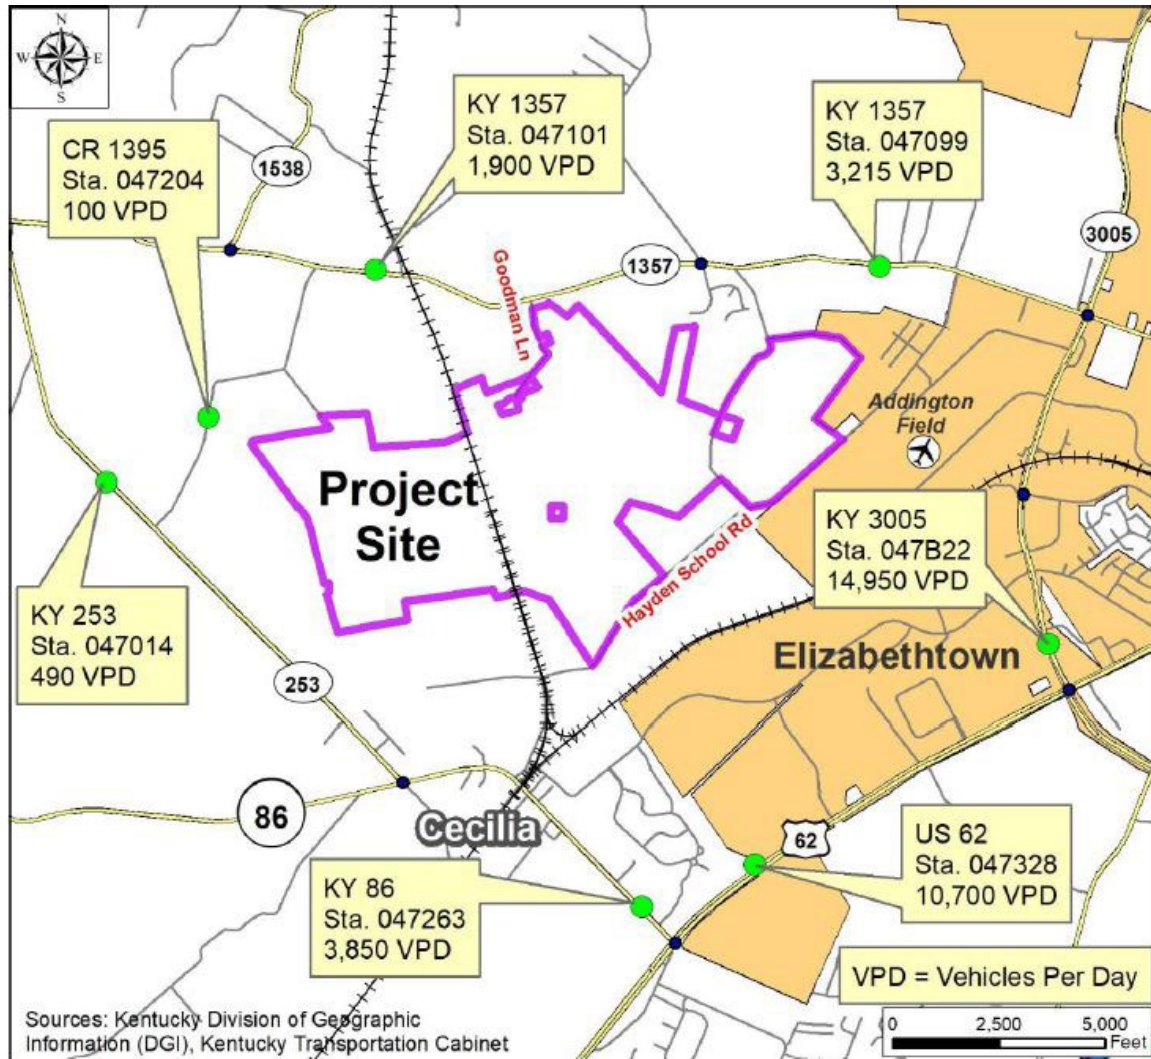 N
W E
S
KY 1357
Sta. 047101
1,900 VPD
KY 1357
Sta. 047099
3,215 VPD
CR 1395
Sta. 047204
100 VPD
1538
3005
1357
Goodman Ln
Addington
Field
Project
Site
KY 3005
Sta. 047B22
14,950 VPD
Hayden School Rd
KY 253
Sta. 047014
490 VPD
Elizabethtown
253
86
Cecilia
62
US 62
Sta. 047328
10,700 VPD
KY 86
Sta. 047263
3,850 VPD
VPD = Vehicles Per Day
Sources: Kentucky Division of Geographic
Information (DGI), Kentucky Transportation Cabinet
0 2,500 5,000
Feet